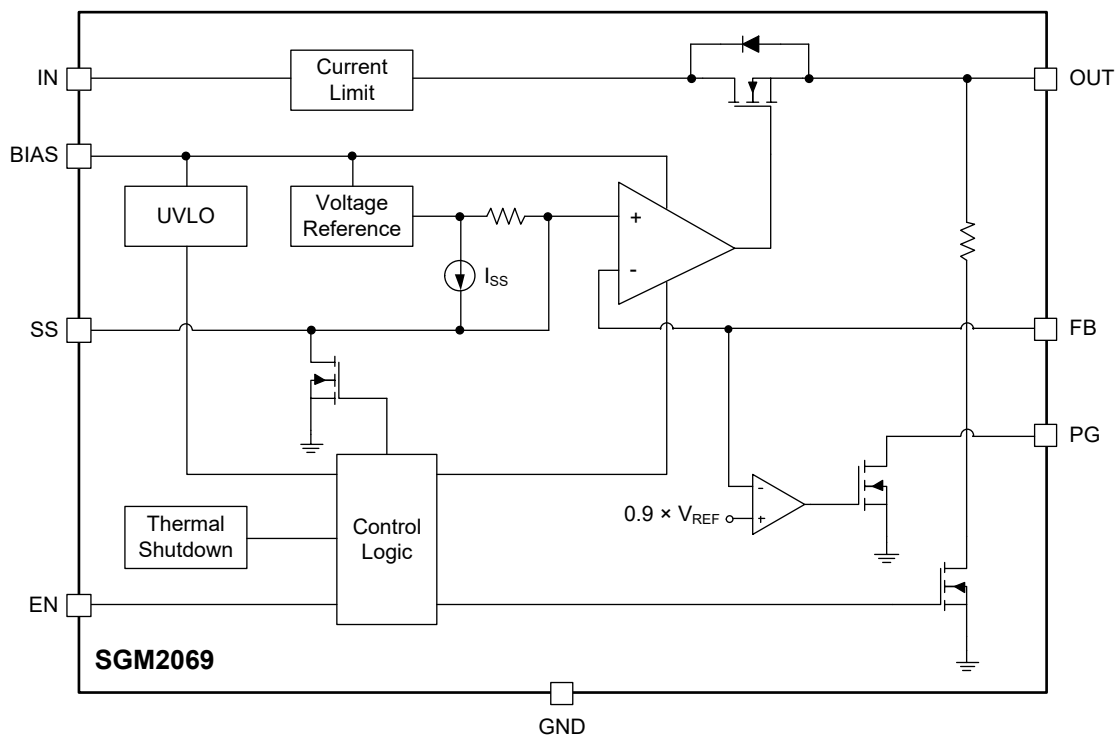 IN
Current
Limit
OUT
BIAS
UVLO
Voltage
Reference
+
-
I_SS
SS
FB
PG
0.9 × V_REF
-
+
Thermal
Shutdown
Control
Logic
EN
SGM2069
GND